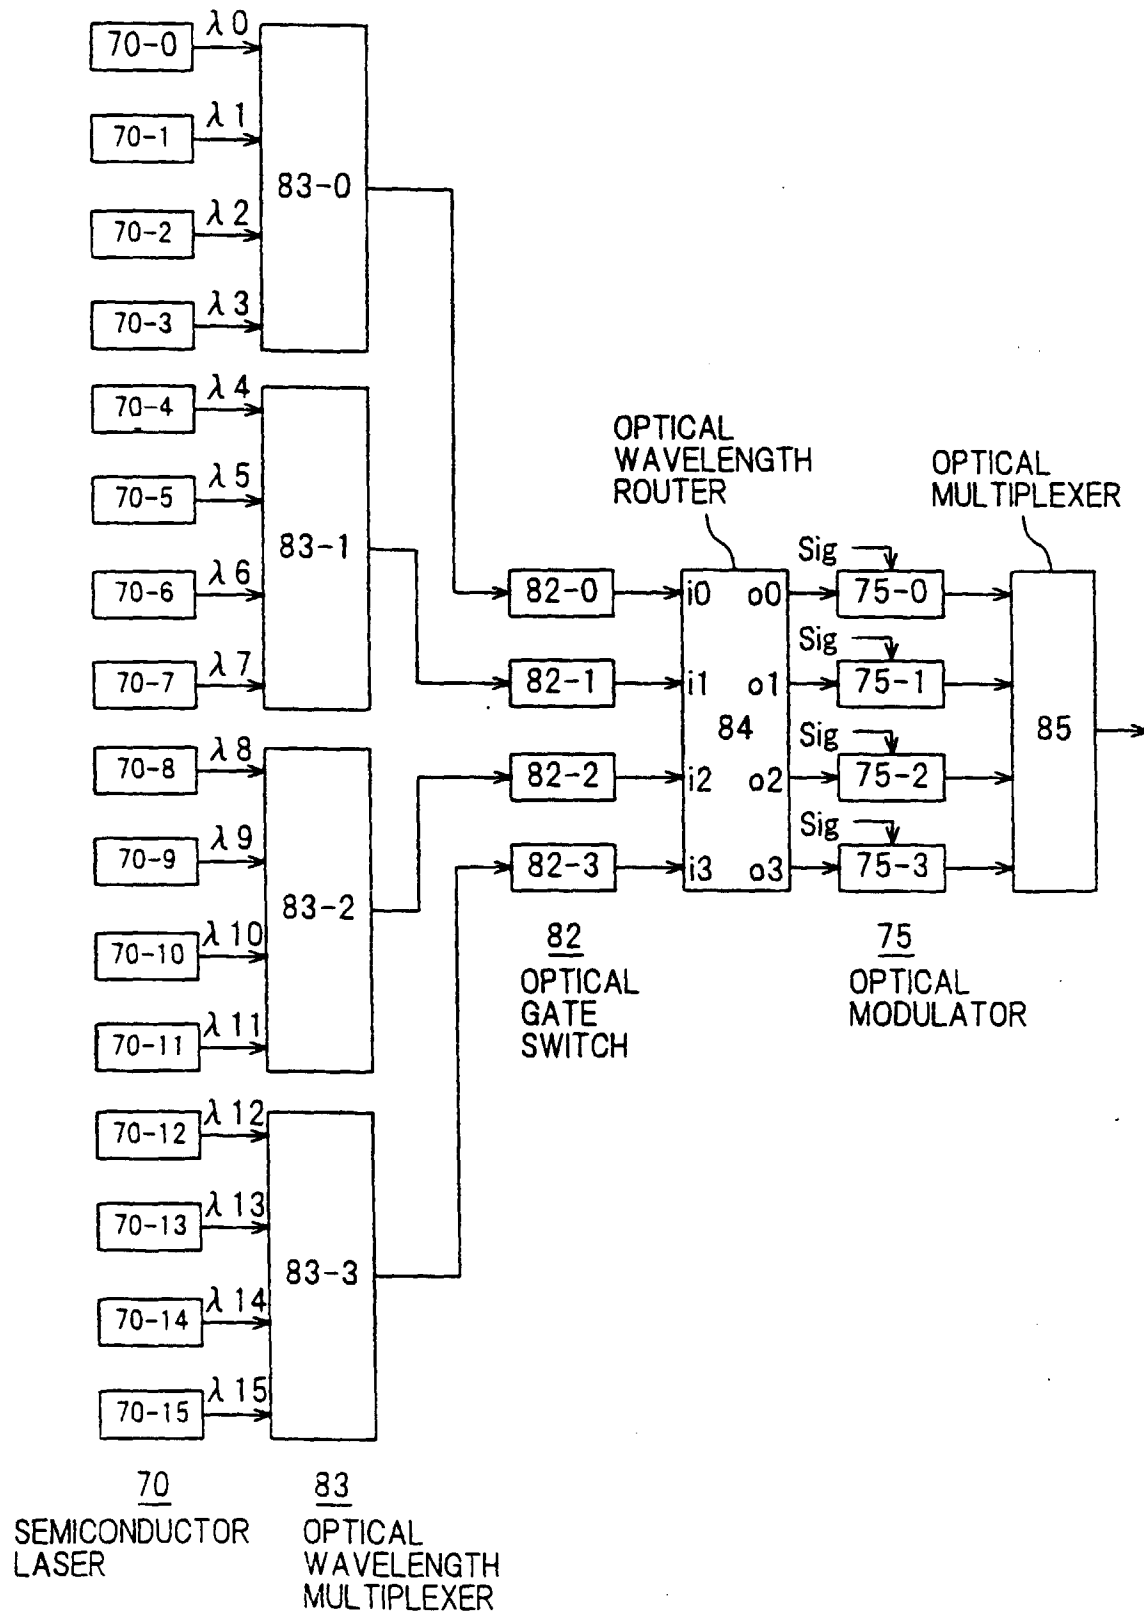 λ0
70-0
λ1
70-1
83-0
λ2
70-2
λ3
70-3
λ4
70-4
λ5
70-5
83-1
λ6
70-6
λ7
70-7
λ8
70-8
λ9
70-9
83-2
λ10
70-10
λ11
70-11
λ12
70-12
λ13
70-13
83-3
λ14
70-14
λ15
70-15
70
SEMICONDUCTOR
LASER
83
OPTICAL
WAVELENGTH
MULTIPLEXER
82-0
82-1
82-2
82-3
82
OPTICAL
GATE
SWITCH
OPTICAL
WAVELENGTH
ROUTER
i0 o0
i1 o1
84
i2 o2
i3 o3
Sig
75-0
Sig
75-1
Sig
75-2
Sig
75-3
75
OPTICAL
MODULATOR
OPTICAL
MULTIPLEXER
85